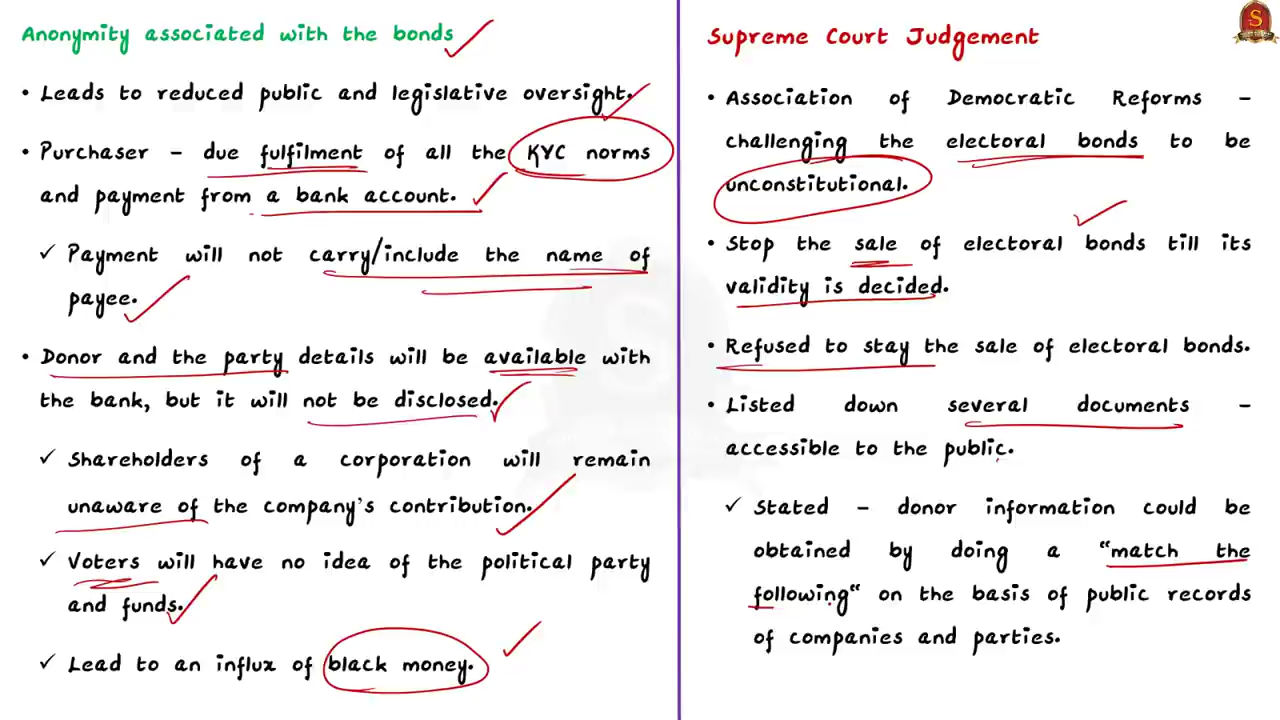 Anonymity associated with the bonds
• Leads to reduced public and legislative oversight.
• Purchaser – due fulfilment of all the KYC norms
and payment from a bank account.
✓ Payment will not carry/include the name of
payee.
• Donor and the party details will be available with
the bank, but it will not be disclosed.
✓ Shareholders of a corporation will remain
unaware of the company's contribution.
✓ Voters will have no idea of the political party
and funds.
✓ Lead to an influx of black money.
Supreme Court Judgement
• Association of Democratic Reforms –
challenging the electoral bonds to be
unconstitutional.
• Stop the sale of electoral bonds till its
validity is decided.
• Refused to stay the sale of electoral bonds.
• Listed down several documents –
accessible to the public.
✓ Stated – donor information could be
obtained by doing a “match the
following“ on the basis of public records
of companies and parties.